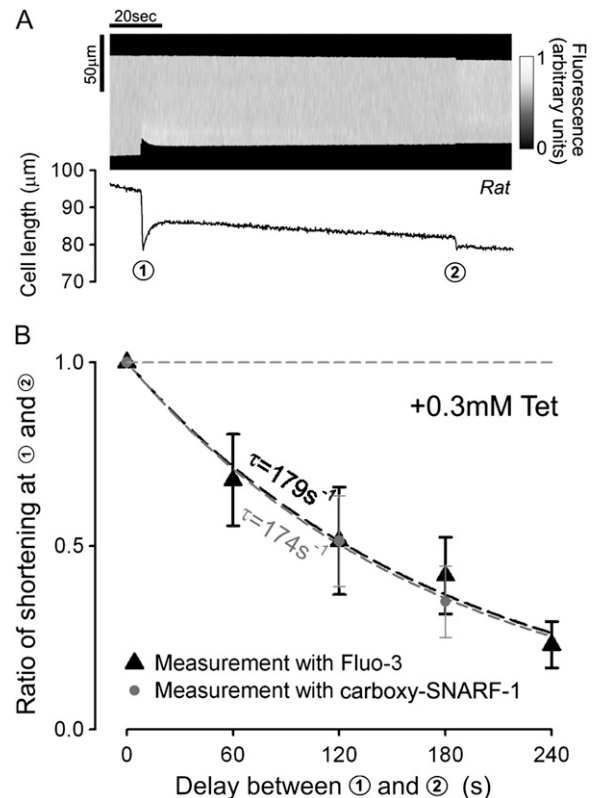 A
20sec
50µm
1
0
Fluorescence
(arbitrary units)
Rat
Cell length (µm)
100
90
80
70
①
②
B
Ratio of shortening at ① and ②
1.0
0.5
0.0
+0.3mM Tet
τ=179s⁻¹
τ=174s⁻¹
Measurement with Fluo-3
Measurement with carboxy-SNARF-1
0 60 120 180 240
Delay between ① and ② (s)